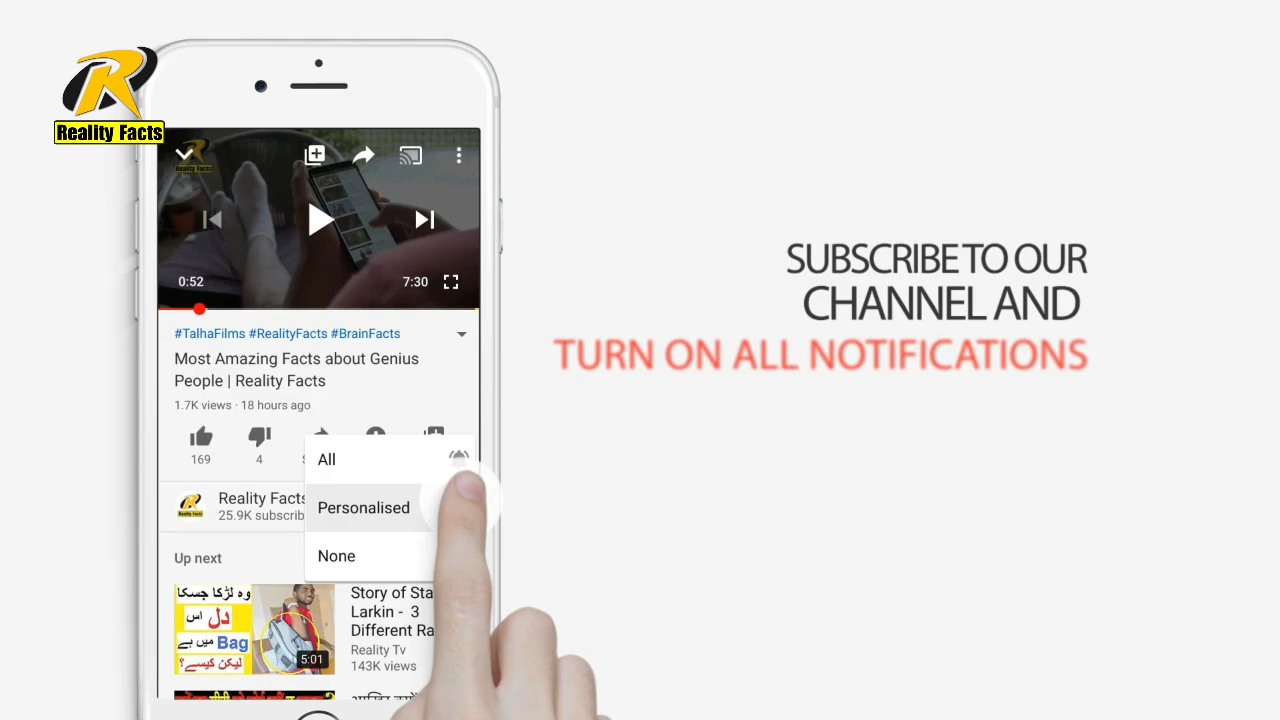 Reality Facts
Reality Facts
0:52
7:30
#TalhaFilms #RealityFacts #BrainFacts
Most Amazing Facts about Genius
People | Reality Facts
1.7K views · 18 hours ago
169
4
All
Personalised
None
Reality Facts
25.9K subscrib
Up next
وہ لڑکا جسکا
دل اس
Bag میں ہے
لیکن کیسے؟
5:01
Story of Sta
Larkin - 3
Different Ra
Reality Tv
143K views
SUBSCRIBE TO OUR
CHANNEL AND
TURN ON ALL NOTIFICATIONS